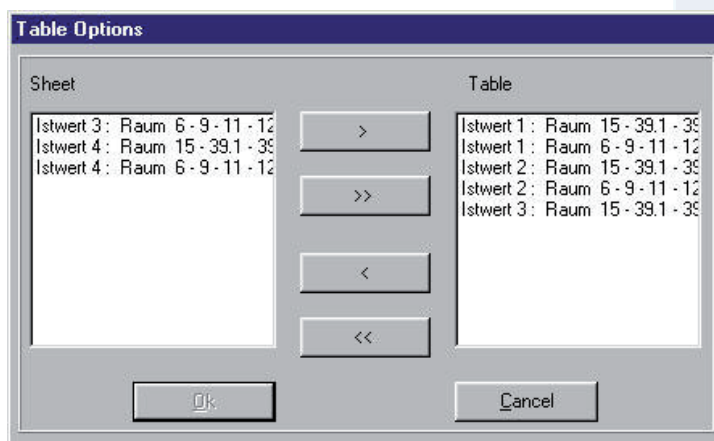 Table Options
Sheet
Istwert 3 : Raum 6 - 9 - 11 - 12
Istwert 4 : Raum 15 - 39.1 - 39
Istwert 4 : Raum 6 - 9 - 11 - 12
>
>>
<
<<
Table
Istwert 1 : Raum 15 - 39.1 - 39
Istwert 1 : Raum 6 - 9 - 11 - 12
Istwert 2 : Raum 15 - 39.1 - 39
Istwert 2 : Raum 6 - 9 - 11 - 12
Istwert 3 : Raum 15 - 39.1 - 39
Ok
Cancel